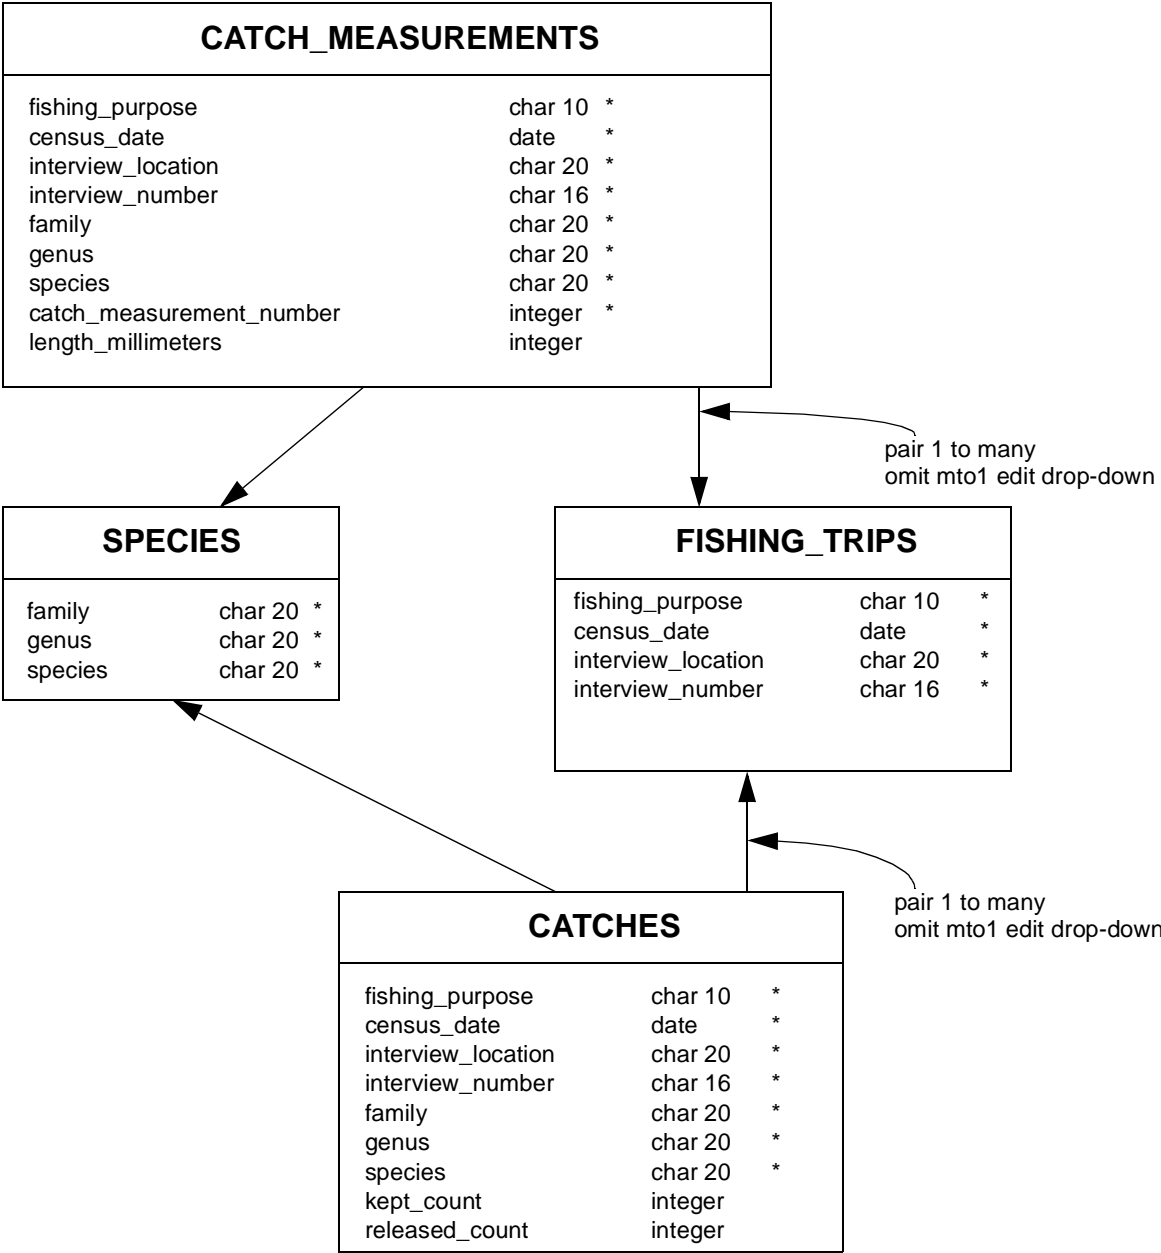 CATCH_MEASUREMENTS
fishing_purpose char 10 *
census_date date *
interview_location char 20 *
interview_number char 16 *
family char 20 *
genus char 20 *
species char 20 *
catch_measurement_number integer *
length_millimeters integer
pair 1 to many
omit mto1 edit drop-down
SPECIES
family char 20 *
genus char 20 *
species char 20 *
FISHING_TRIPS
fishing_purpose char 10 *
census_date date *
interview_location char 20 *
interview_number char 16 *
pair 1 to many
omit mto1 edit drop-down
CATCHES
fishing_purpose char 10 *
census_date date *
interview_location char 20 *
interview_number char 16 *
family char 20 *
genus char 20 *
species char 20 *
kept_count integer
released_count integer